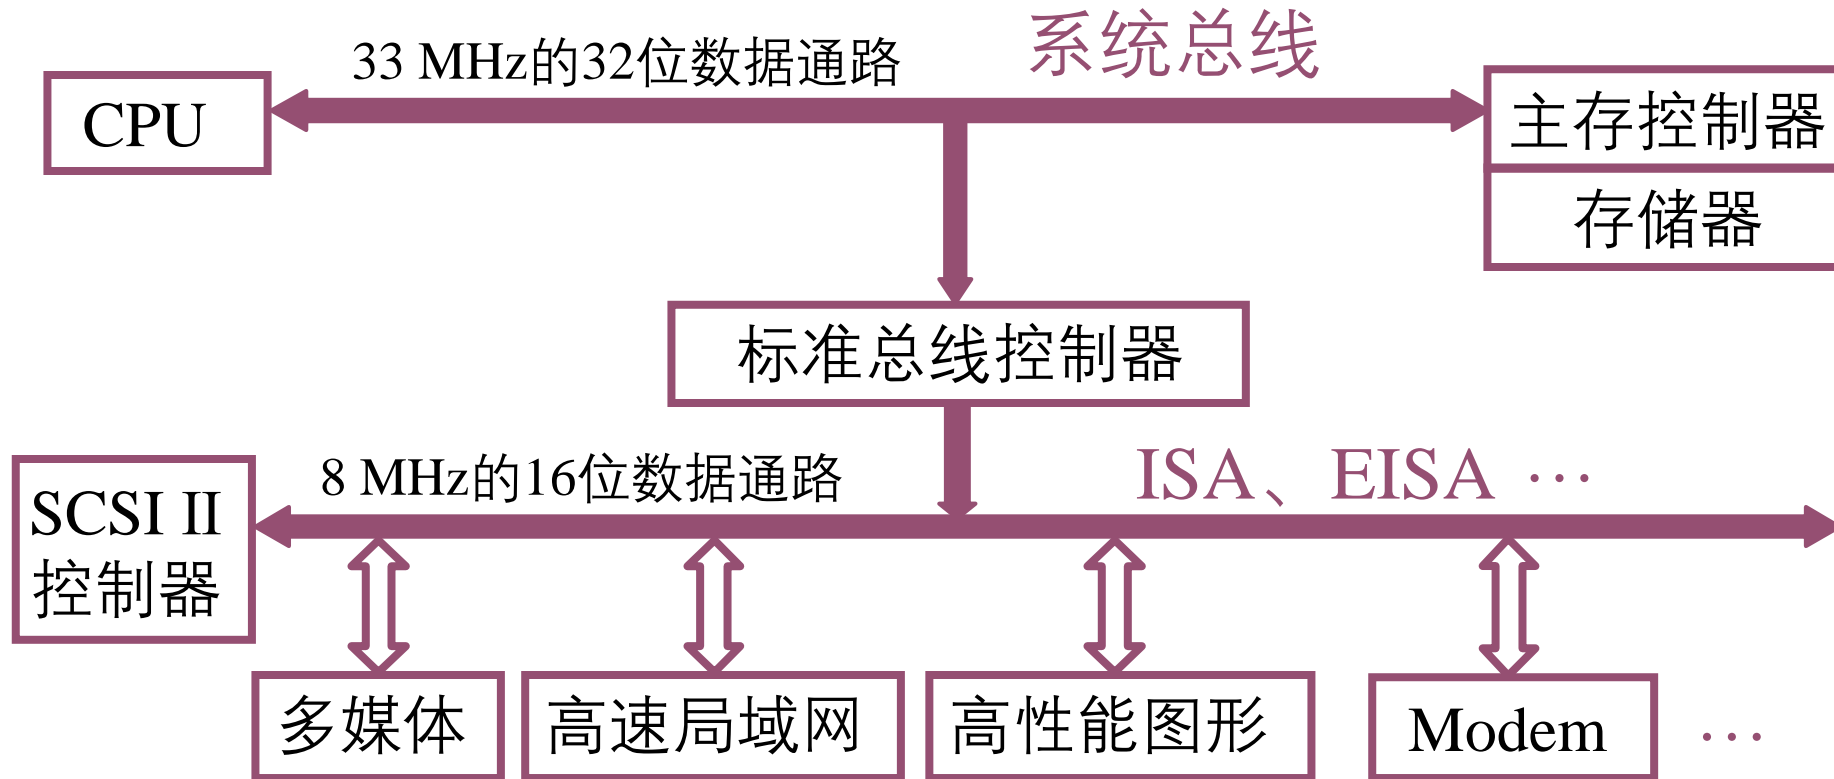 33 MHz的32位数据通路
系统总线
CPU
主存控制器
存储器
标准总线控制器
8 MHz的16位数据通路
ISA、EISA …
SCSI II
控制器
多媒体
高速局域网
高性能图形
Modem
…